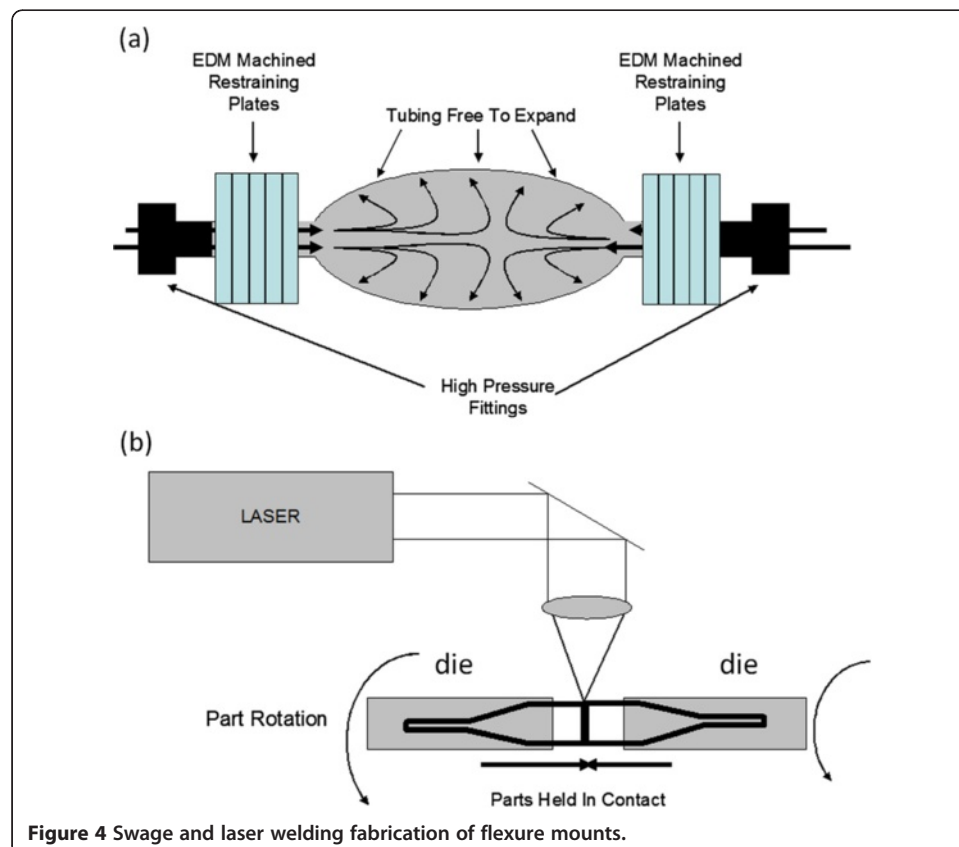 (a)
EDM Machined
Restraining
Plates
Tubing Free To Expand
EDM Machined
Restraining
Plates
High Pressure
Fittings
(b)
LASER
die
die
Part Rotation
Parts Held In Contact
Figure 4 Swage and laser welding fabrication of flexure mounts.